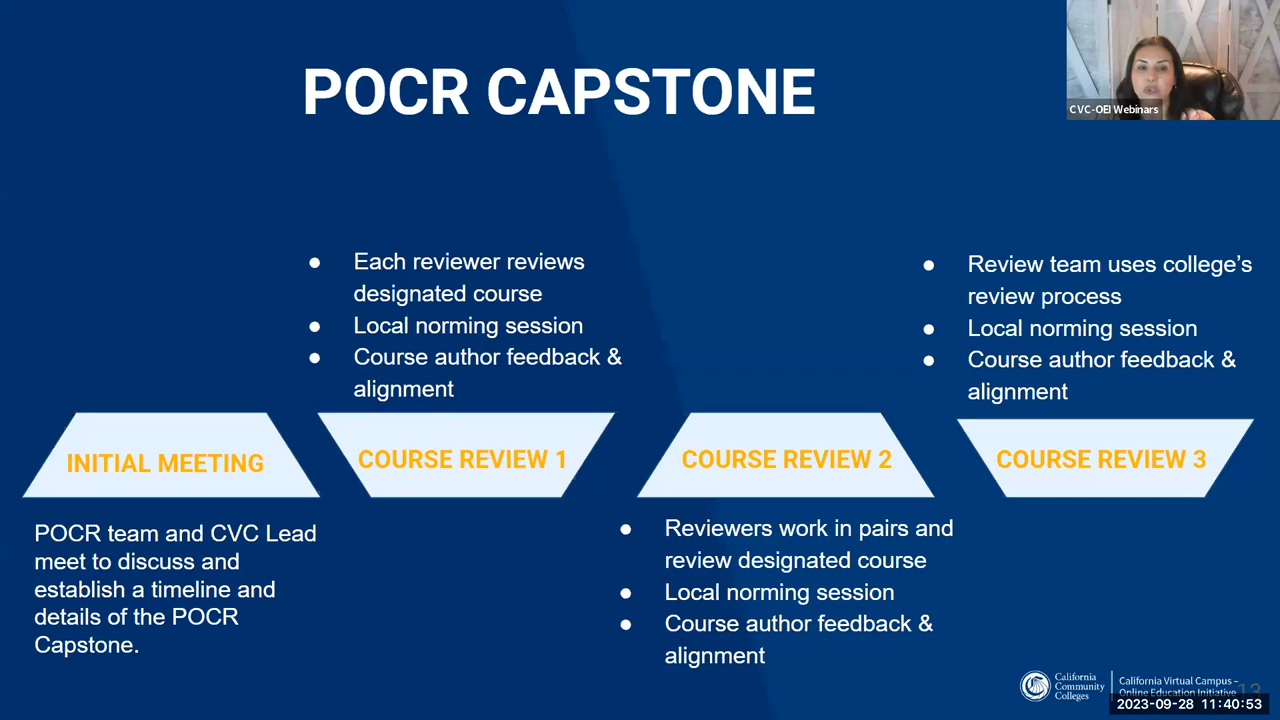 POCR CAPSTONE
CVC-OEI Webinars
● Each reviewer reviews
designated course
● Local norming session
● Course author feedback &
alignment
● Review team uses college's
review process
● Local norming session
● Course author feedback &
alignment
INITIAL MEETING
COURSE REVIEW 1
COURSE REVIEW 2
COURSE REVIEW 3
POCR team and CVC Lead
meet to discuss and
establish a timeline and
details of the POCR
Capstone.
● Reviewers work in pairs and
review designated course
● Local norming session
● Course author feedback &
alignment
California
Community
Colleges
California Virtual Campus –
Online Education Initiative
13
2023-09-28 11:40:53